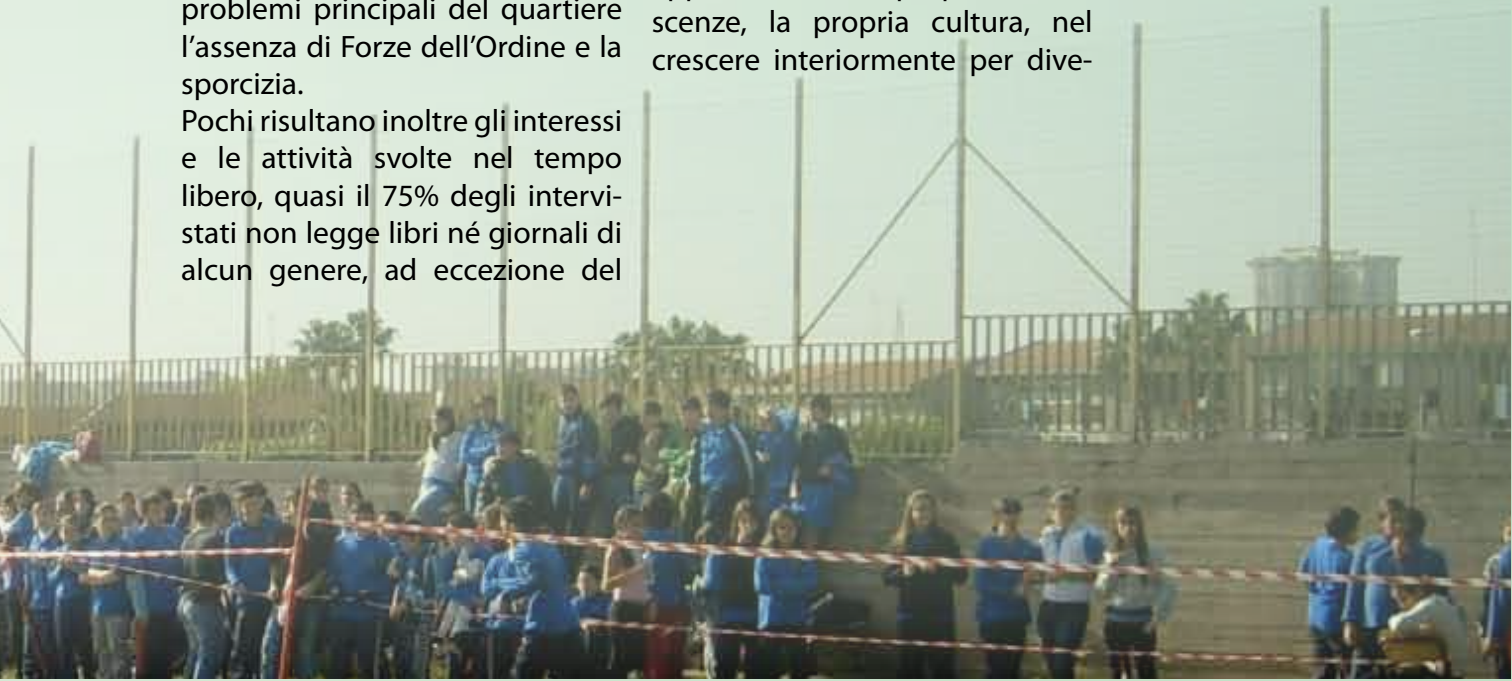 problemi principali del quartiere
l'assenza di Forze dell'Ordine e la
sporcizia.
Pochi risultano inoltre gli interessi
e le attività svolte nel tempo
libero, quasi il 75% degli intervi-
stati non legge libri né giornali di
alcun genere, ad eccezione del
scenze, la propria cultura, nel
crescere interiormente per dive-